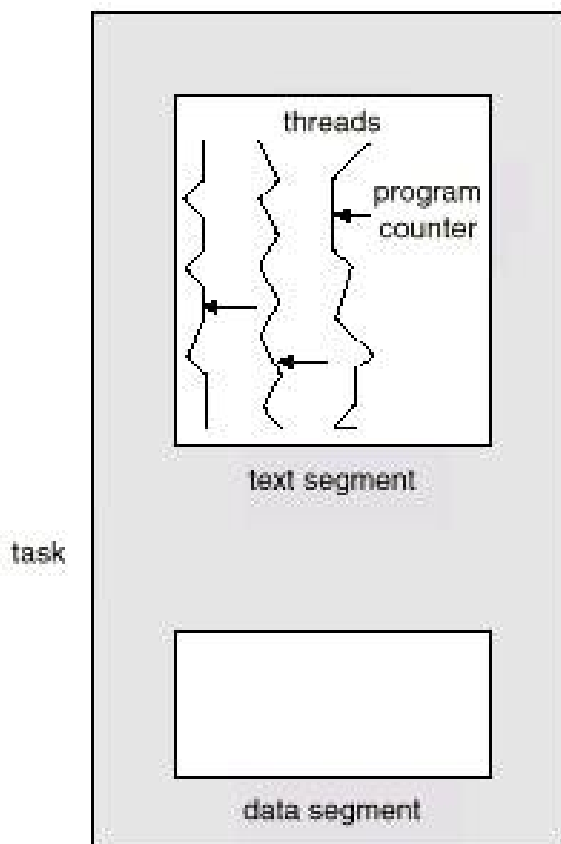 threads
program
counter
text segment
task
data segment